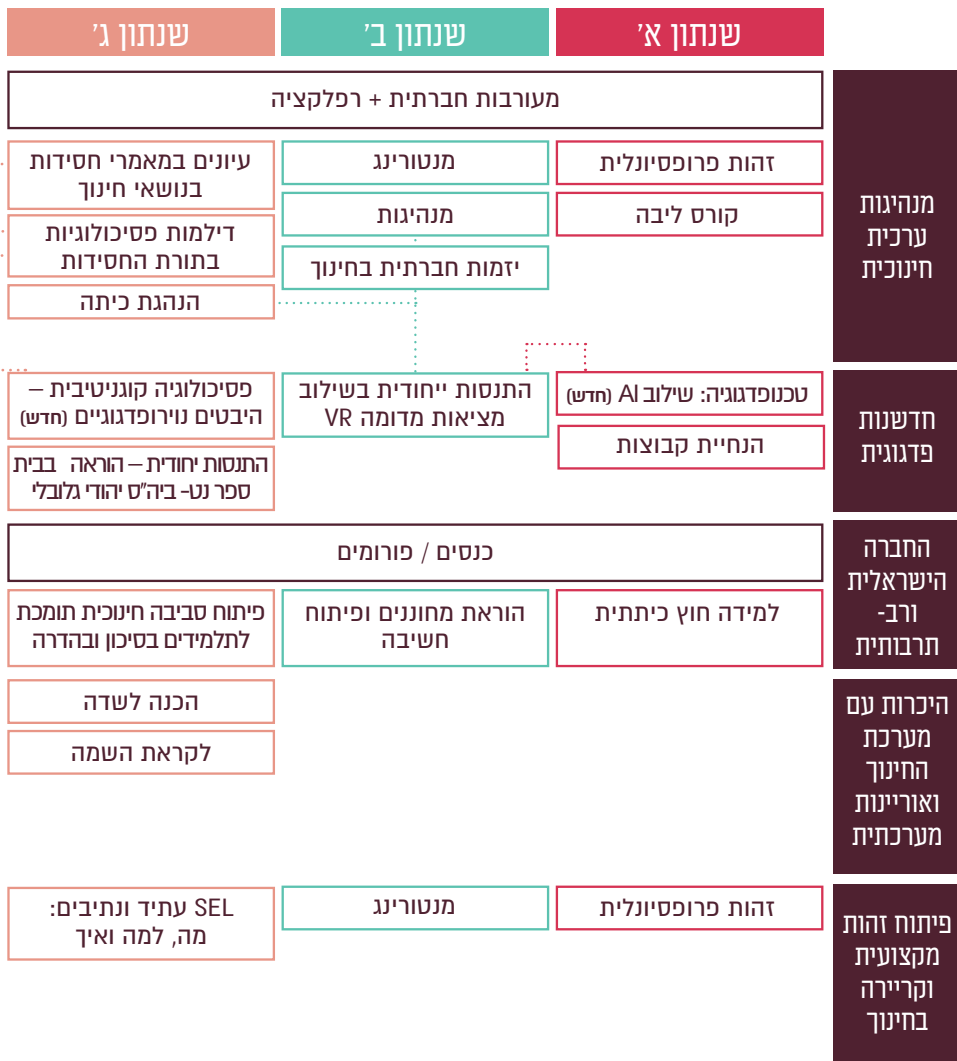 שנתון א'
שנתון ב'
שנתון ג'
מנהיגות
ערכית
חינוכית
מעורבות חברתית + רפלקציה
זהות פרופסיונלית
קורס ליבה
מנטורינג
מנהיגות
יזמות חברתית בחינוך
עיונים במאמרי חסידות
בנושאי חינוך
דילמות פסיכולוגיות
בתורת החסידות
הנהגת כיתה
חדשנות
פדגוגית
טכנופדגוגיה: שילוב AI (חדש)
הנחיית קבוצות
התנסות ייחודית בשילוב
מציאות מדומה VR
פסיכולוגיה קוגניטיבית –
היבטים נוירופדגוגיים (חדש)
התנסות יחודית – הוראה בבית
ספר נט- ביה"ס יהודי גלובלי
החברה
הישראלית
ורב-
תרבותית
כנסים / פורומים
למידה חוץ כיתתית
הוראת מחוננים ופיתוח
חשיבה
פיתוח סביבה חינוכית תומכת
לתלמידים בסיכון ובהדרה
היכרות עם
מערכת
החינוך
ואוריינות
מערכתית
הכנה לשדה
לקראת השמה
פיתוח זהות
מקצועית
וקריירה
בחינוך
זהות פרופסיונלית
מנטורינג
SEL עתיד ונתיבים:
מה, למה ואיך